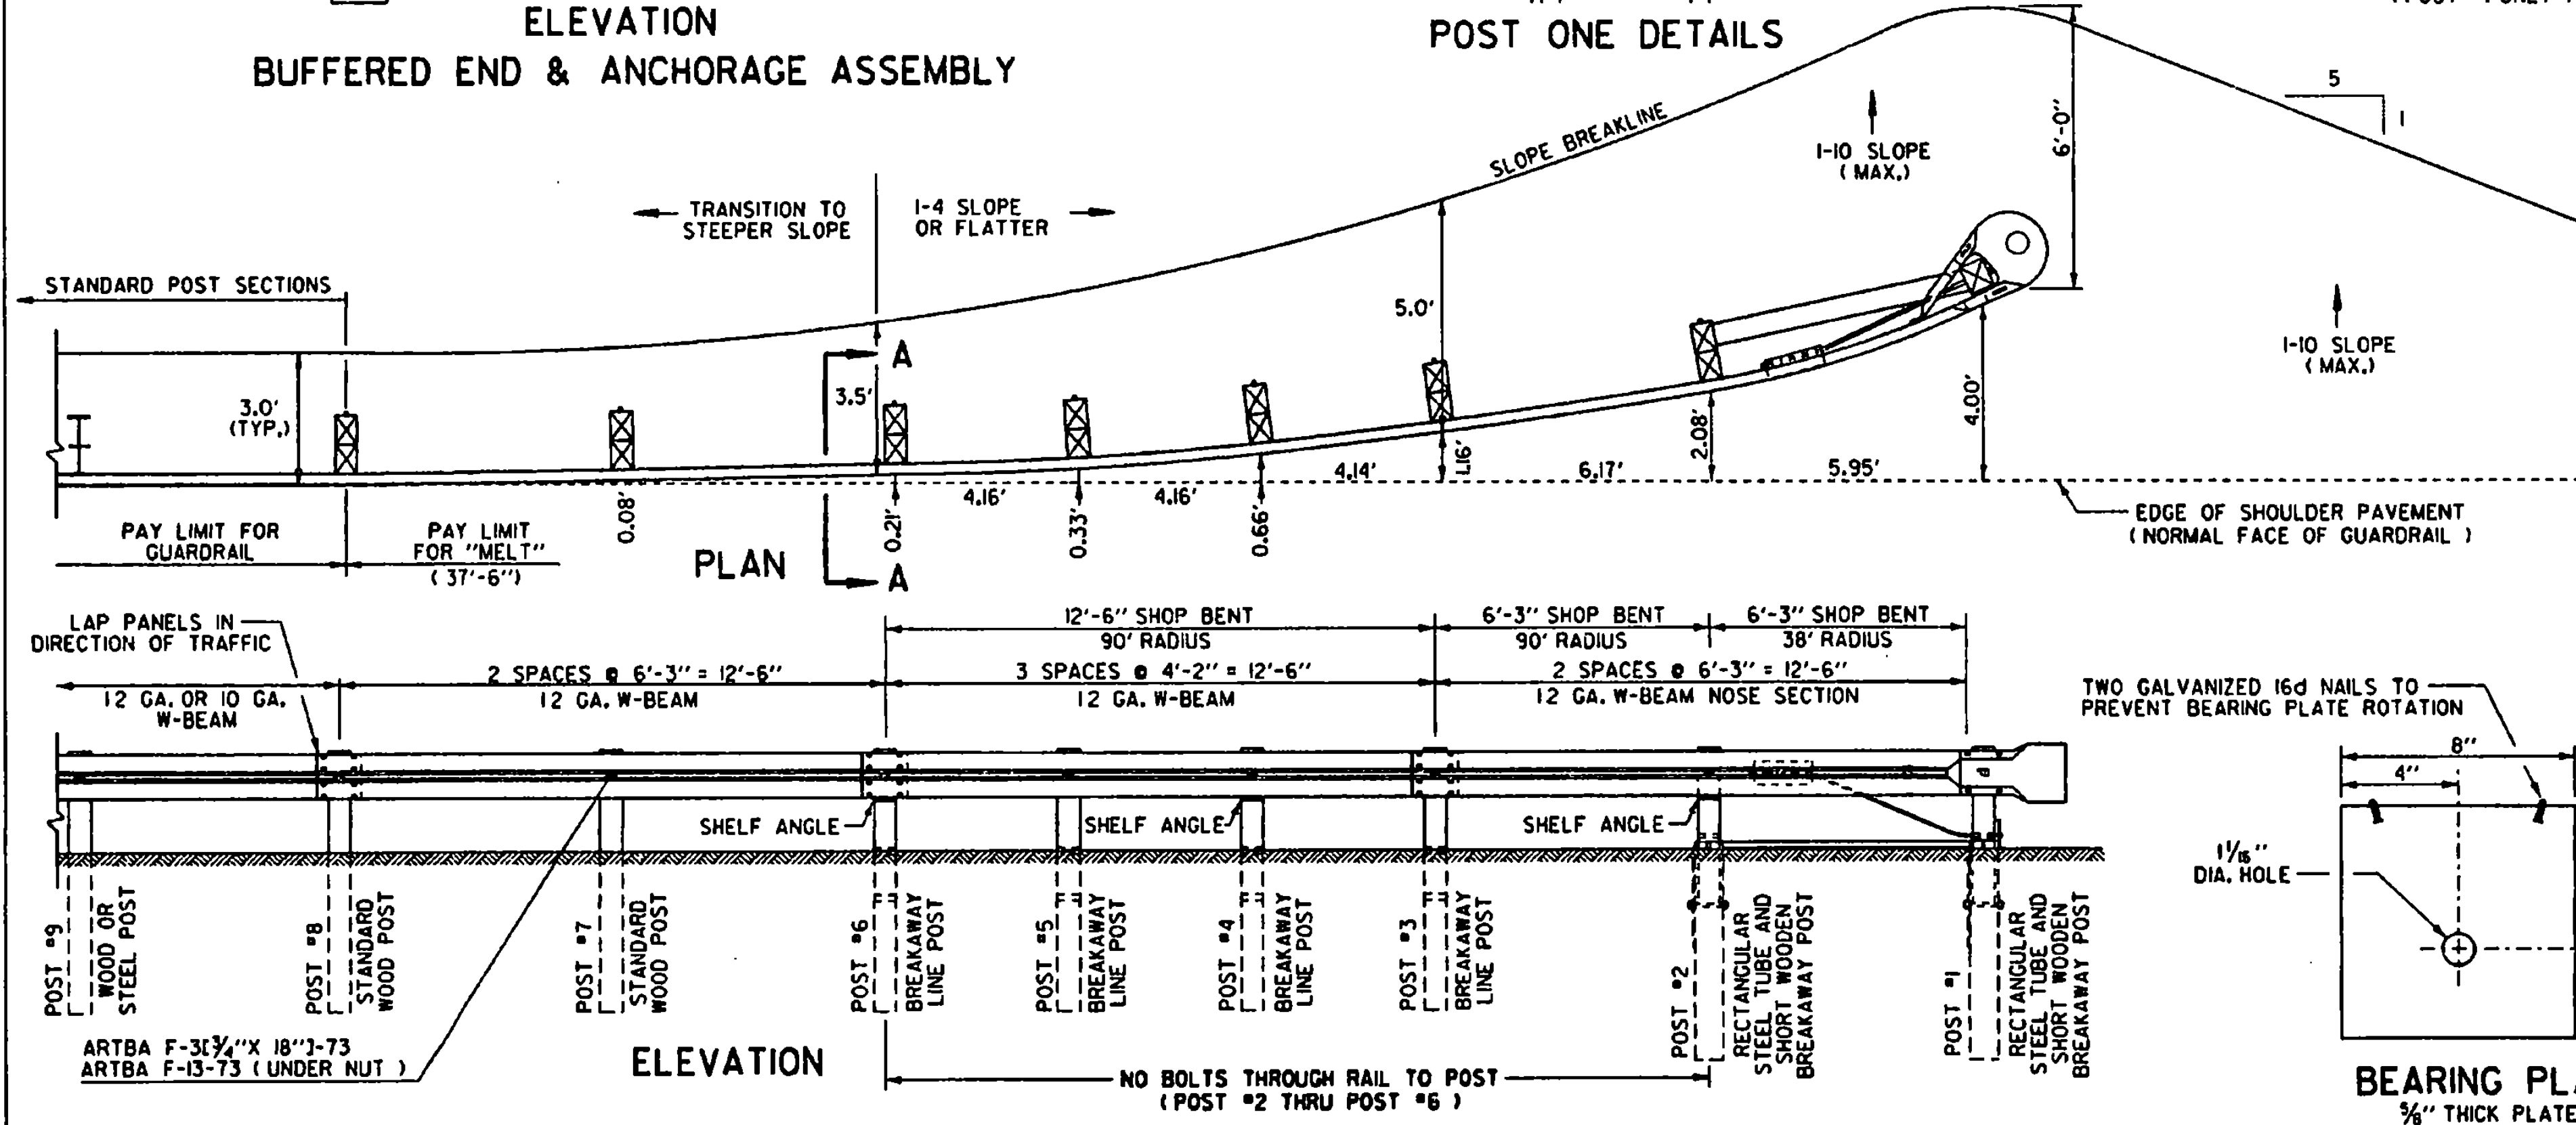 ELEVATION
BUFFERED END & ANCHORAGE ASSEMBLY
POST ONE DETAILS
5
1
6'-0"
SLOPE BREAKLINE
1-10 SLOPE
(MAX.)
TRANSITION TO
STEEPER SLOPE
1-4 SLOPE
OR FLATTER
STANDARD POST SECTIONS
3.0'
(TYP.)
3.5'
A
5.0'
1-10 SLOPE
(MAX.)
4.00'
2.08'
1.16'
4.16'
4.16'
4.14'
6.17'
5.95'
0.08'
0.21'
0.33'
0.66'
EDGE OF SHOULDER PAVEMENT
(NORMAL FACE OF GUARDRAIL)
PAY LIMIT FOR
GUARDRAIL
PAY LIMIT
FOR "MELT"
(37'-6")
PLAN
A
LAP PANELS IN
DIRECTION OF TRAFFIC
12'-6" SHOP BENT
90' RADIUS
6'-3" SHOP BENT
90' RADIUS
6'-3" SHOP BENT
38' RADIUS
12 GA. OR 10 GA.
W-BEAM
2 SPACES @ 6'-3" = 12'-6"
12 GA. W-BEAM
3 SPACES @ 4'-2" = 12'-6"
12 GA. W-BEAM
2 SPACES @ 6'-3" = 12'-6"
12 GA. W-BEAM NOSE SECTION
TWO GALVANIZED 16d NAILS TO
PREVENT BEARING PLATE ROTATION
8"
4"
1 1/16"
DIA. HOLE
SHELF ANGLE
SHELF ANGLE
SHELF ANGLE
POST #9
WOOD OR
STEEL POST
POST #8
STANDARD
WOOD POST
POST #7
STANDARD
WOOD POST
POST #6
BREAKAWAY
LINE POST
POST #5
BREAKAWAY
LINE POST
POST #4
BREAKAWAY
LINE POST
POST #3
BREAKAWAY
LINE POST
POST #2
RECTANGULAR
STEEL TUBE AND
SHORT WOODEN
BREAKAWAY POST
POST #1
RECTANGULAR
STEEL TUBE AND
SHORT WOODEN
BREAKAWAY POST
ARTBA F-3[3/4"X 18"]-73
ARTBA F-13-73 (UNDER NUT)
ELEVATION
NO BOLTS THROUGH RAIL TO POST
(POST #2 THRU POST #6)
BEARING
5/8" THICK PLATE